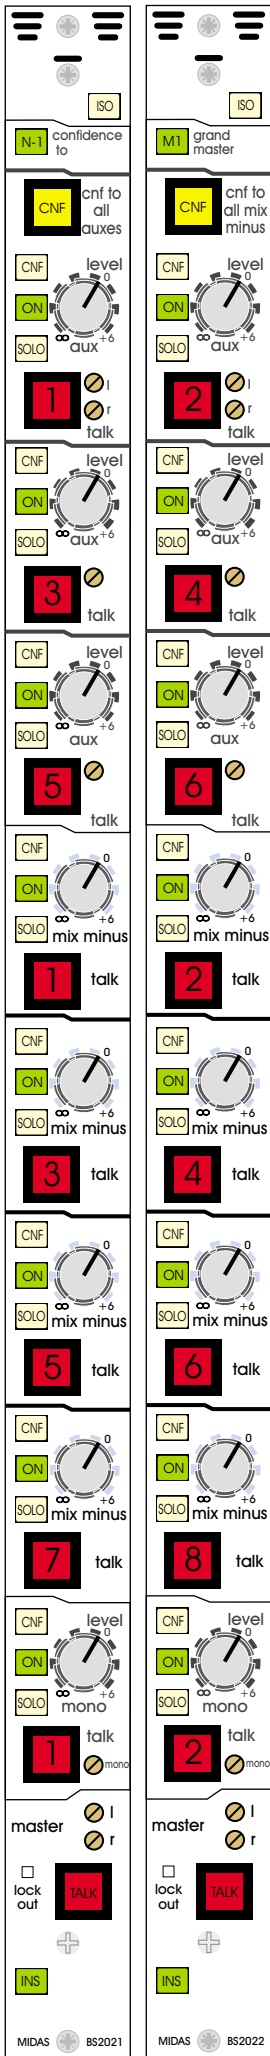 ISO
N-1 confidence to
CNF cnf to all auxes
CNF level
ON 0
SOLO ∞ aux +6
1 l
r
talk
CNF level
ON 0
SOLO ∞ aux +6
3
talk
CNF level
ON 0
SOLO ∞ aux +6
5
talk
CNF 0
ON
SOLO ∞ +6
mix minus
1 talk
CNF 0
ON
SOLO ∞ +6
mix minus
3 talk
CNF 0
ON
SOLO ∞ +6
mix minus
5 talk
CNF 0
ON
SOLO ∞ +6
mix minus
7 talk
CNF level
ON 0
SOLO ∞ mono +6
talk
1 mono
master l
r
lock out
TALK
INS
MIDAS BS2021
ISO
M1 grand master
CNF cnf to all mix minus
CNF level
ON 0
SOLO ∞ aux +6
2 l
r
talk
CNF level
ON 0
SOLO ∞ aux +6
4
talk
CNF level
ON 0
SOLO ∞ aux +6
6
talk
CNF 0
ON
SOLO ∞ +6
mix minus
2 talk
CNF 0
ON
SOLO ∞ +6
mix minus
4 talk
CNF 0
ON
SOLO ∞ +6
mix minus
6 talk
CNF 0
ON
SOLO ∞ +6
mix minus
8 talk
CNF level
ON 0
SOLO ∞ mono +6
talk
2 mono
master l
r
lock out
TALK
INS
MIDAS BS2022